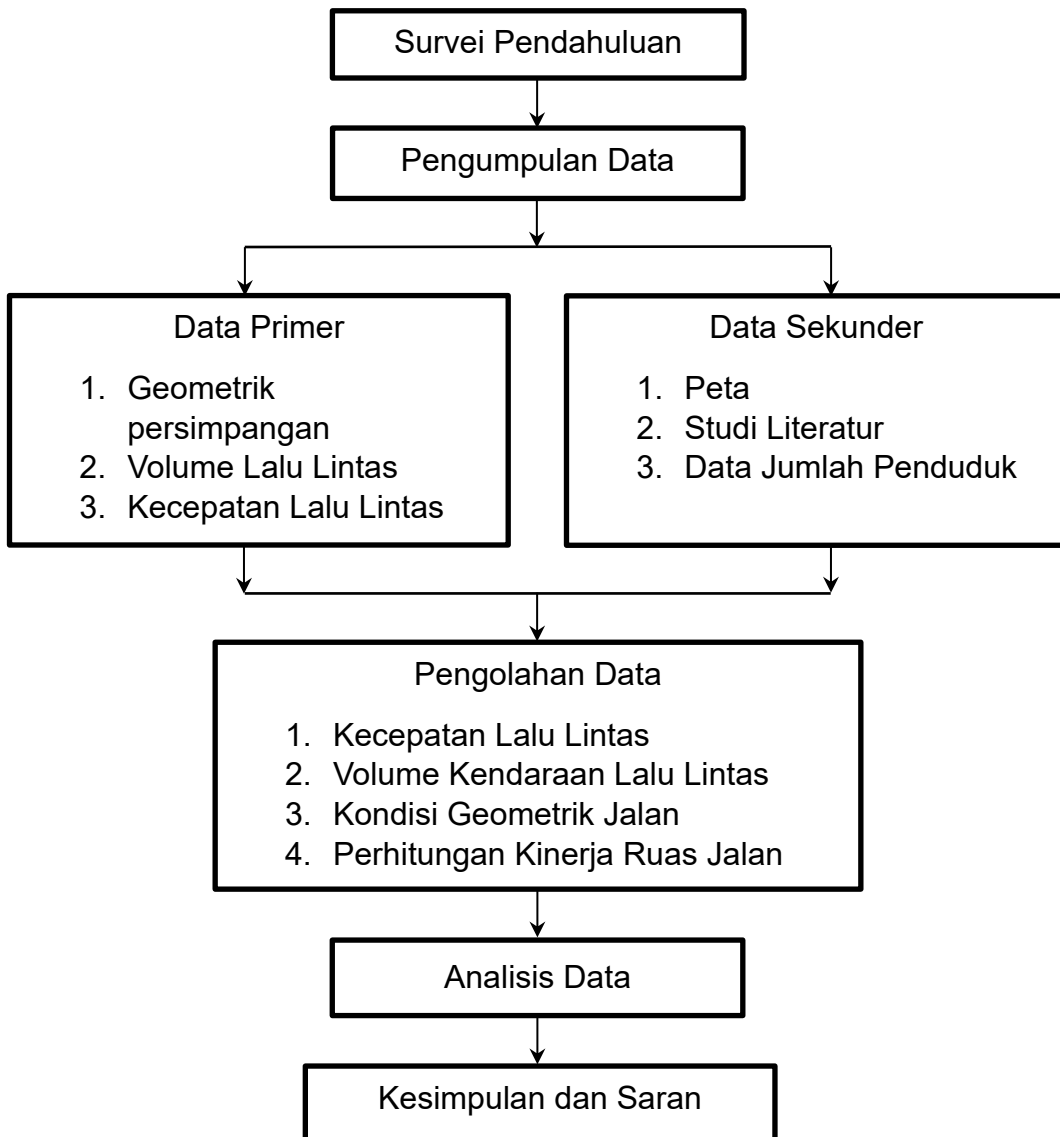 Survei Pendahuluan
Pengumpulan Data
Data Primer
1. Geometrik
persimpangan
2. Volume Lalu Lintas
3. Kecepatan Lalu Lintas
Data Sekunder
1. Peta
2. Studi Literatur
3. Data Jumlah Penduduk
Pengolahan Data
1. Kecepatan Lalu Lintas
2. Volume Kendaraan Lalu Lintas
3. Kondisi Geometrik Jalan
4. Perhitungan Kinerja Ruas Jalan
Analisis Data
Kesimpulan dan Saran